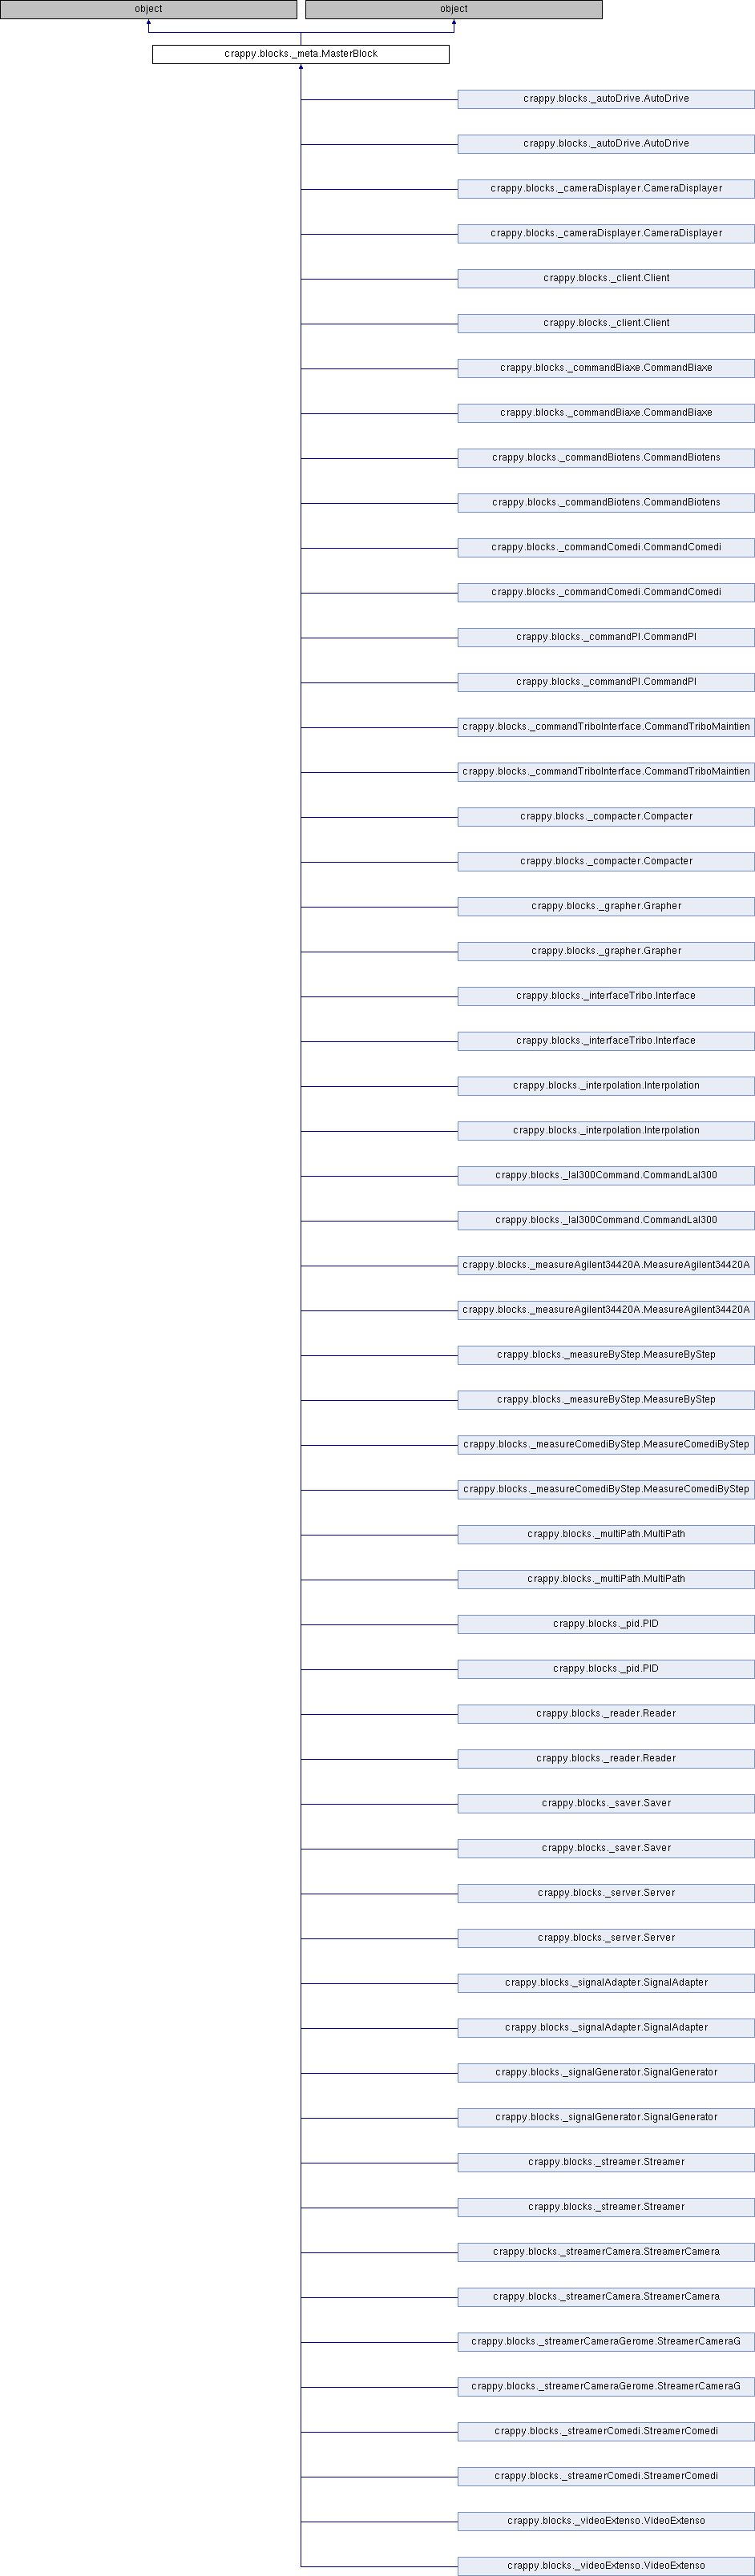 object
object
crappy.blocks._meta.MasterBlock
crappy.blocks._autoDrive.AutoDrive
crappy.blocks._autoDrive.AutoDrive
crappy.blocks._cameraDisplayer.CameraDisplayer
crappy.blocks._cameraDisplayer.CameraDisplayer
crappy.blocks._client.Client
crappy.blocks._client.Client
crappy.blocks._commandBiaxe.CommandBiaxe
crappy.blocks._commandBiaxe.CommandBiaxe
crappy.blocks._commandBiotens.CommandBiotens
crappy.blocks._commandBiotens.CommandBiotens
crappy.blocks._commandComedi.CommandComedi
crappy.blocks._commandComedi.CommandComedi
crappy.blocks._commandPI.CommandPI
crappy.blocks._commandPI.CommandPI
crappy.blocks._commandTriboInterface.CommandTriboMaintien
crappy.blocks._commandTriboInterface.CommandTriboMaintien
crappy.blocks._compacter.Compacter
crappy.blocks._compacter.Compacter
crappy.blocks._grapher.Grapher
crappy.blocks._grapher.Grapher
crappy.blocks._interfaceTribo.Interface
crappy.blocks._interfaceTribo.Interface
crappy.blocks._interpolation.Interpolation
crappy.blocks._interpolation.Interpolation
crappy.blocks._lal300Command.CommandLal300
crappy.blocks._lal300Command.CommandLal300
crappy.blocks._measureAgilent34420A.MeasureAgilent34420A
crappy.blocks._measureAgilent34420A.MeasureAgilent34420A
crappy.blocks._measureByStep.MeasureByStep
crappy.blocks._measureByStep.MeasureByStep
crappy.blocks._measureComediByStep.MeasureComediByStep
crappy.blocks._measureComediByStep.MeasureComediByStep
crappy.blocks._multiPath.MultiPath
crappy.blocks._multiPath.MultiPath
crappy.blocks._pid.PID
crappy.blocks._pid.PID
crappy.blocks._reader.Reader
crappy.blocks._reader.Reader
crappy.blocks._saver.Saver
crappy.blocks._saver.Saver
crappy.blocks._server.Server
crappy.blocks._server.Server
crappy.blocks._signalAdapter.SignalAdapter
crappy.blocks._signalAdapter.SignalAdapter
crappy.blocks._signalGenerator.SignalGenerator
crappy.blocks._signalGenerator.SignalGenerator
crappy.blocks._streamer.Streamer
crappy.blocks._streamer.Streamer
crappy.blocks._streamerCamera.StreamerCamera
crappy.blocks._streamerCamera.StreamerCamera
crappy.blocks._streamerCameraGerome.StreamerCameraG
crappy.blocks._streamerCameraGerome.StreamerCameraG
crappy.blocks._streamerComedi.StreamerComedi
crappy.blocks._streamerComedi.StreamerComedi
crappy.blocks._videoExtenso.VideoExtenso
crappy.blocks._videoExtenso.VideoExtenso